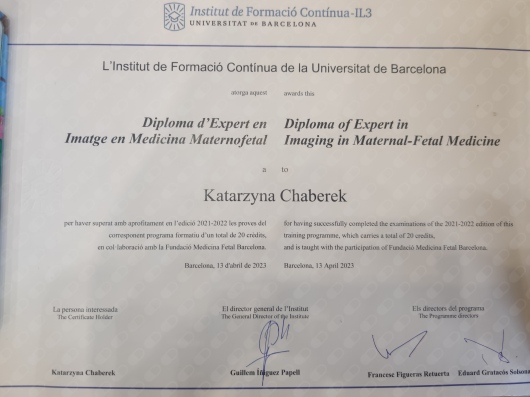 Institut de Formació Contínua-IL3
UNIVERSITAT DE BARCELONA
L'Institut de Formació Contínua de la Universitat de Barcelona
atorga aquest
awards this
Diploma d'Expert en
Imatge en Medicina Maternofetal
Diploma of Expert in
Imaging in Maternal-Fetal Medicine
a to
Katarzyna Chaberek
per haver superat amb aprofitament en l'edició 2021-2022 les proves del
corresponent programa formatiu d'un total de 20 crèdits,
en col·laboració amb la Fundació Medicina Fetal Barcelona.
Barcelona, 13 d'abril de 2023
for having successfully completed the examinations of the 2021-2022 edition of this
training programme, which carries a total of 20 credits,
and is taught with the participation of Fundació Medicina Fetal Barcelona.
Barcelona, 13 April 2023
La persona interessada
The Certificate Holder
Katarzyna Chaberek
El director general de l'Institut
The General Director of the Institute
Guillem Iñiguez Papell
Els directors del programa
The Programme directors
Francesc Figueras Retuerta
Eduard Gratacós Solsona